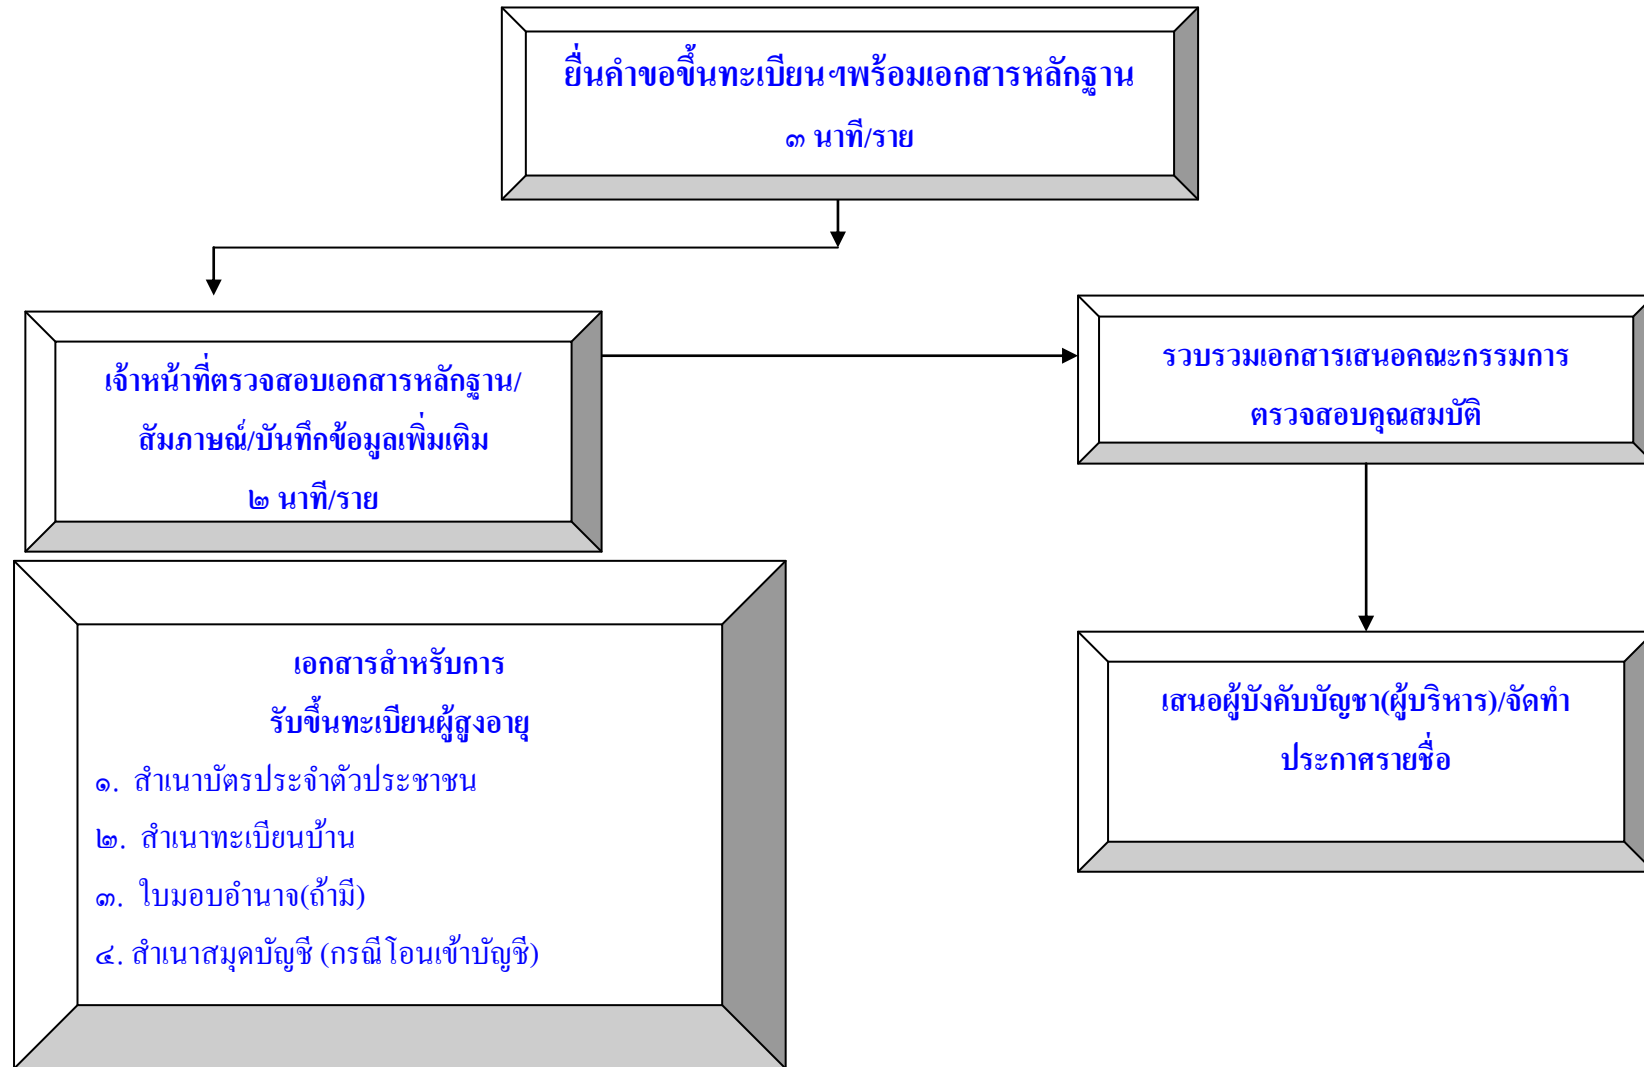 ยื่นคำขอขึ้นทะเบียนฯพร้อมเอกสารหลักฐาน
๓ นาที/ราย
เจ้าหน้าที่ตรวจสอบเอกสารหลักฐาน/
สัมภาษณ์/บันทึกข้อมูลเพิ่มเติม
๒ นาที/ราย
รวบรวมเอกสารเสนอคณะกรรมการ
ตรวจสอบคุณสมบัติ
เสนอผู้บังคับบัญชา(ผู้บริหาร)/จัดทำ
ประกาศรายชื่อ
เอกสารสำหรับการ
รับขึ้นทะเบียนผู้สูงอายุ
๑. สำเนาบัตรประจำตัวประชาชน
๒. สำเนาทะเบียนบ้าน
๓. ใบมอบอำนาจ(ถ้ามี)
๔. สำเนาสมุดบัญชี (กรณีโอนเข้าบัญชี)